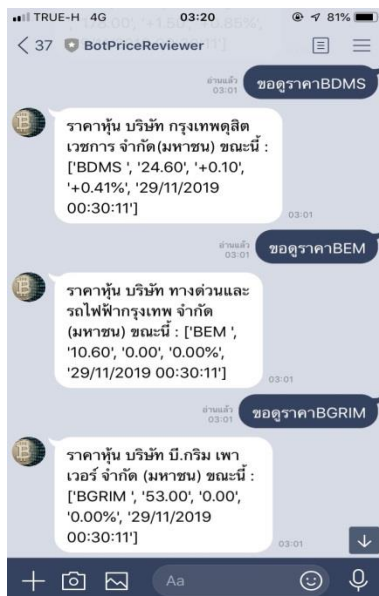 TRUE-H 4G 03:20 81%
37 BotPriceReviewer
อ่านแล้ว
03:01
ขอดูราคาBDMS
ราคาหุ้น บริษัท กรุงเทพดุสิต
เวชการ จำกัด(มหาชน) ขณะนี้ :
['BDMS ', '24.60', '+0.10',
'+0.41%', '29/11/2019
00:30:11']
03:01
อ่านแล้ว
03:01
ขอดูราคาBEM
ราคาหุ้น บริษัท ทางด่วนและ
รถไฟฟ้ากรุงเทพ จำกัด
(มหาชน) ขณะนี้ : ['BEM ',
'10.60', '0.00', '0.00%',
'29/11/2019 00:30:11']
03:01
อ่านแล้ว
03:01
ขอดูราคาBGRIM
ราคาหุ้น บริษัท บี.กริม เพา
เวอร์ จำกัด (มหาชน) ขณะนี้ :
['BGRIM ', '53.00', '0.00',
'0.00%', '29/11/2019
00:30:11']
03:01
Aa